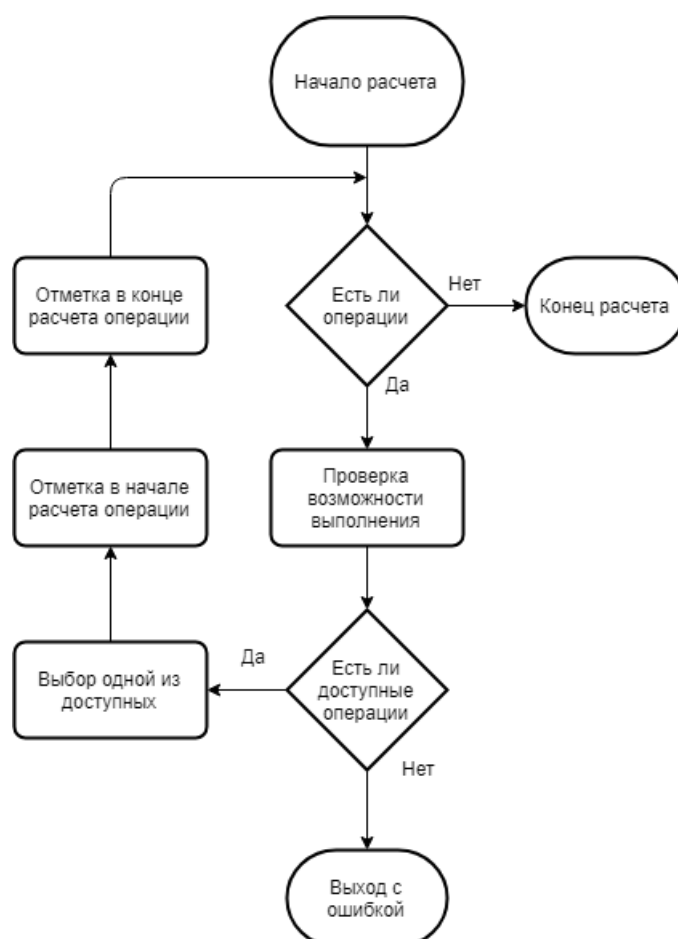 Начало расчета
Есть ли
операции
Нет
Конец расчета
Да
Проверка
возможности
выполнения
Есть ли
доступные
операции
Да
Выбор одной из
доступных
Отметка в начале
расчета операции
Отметка в конце
расчета операции
Нет
Выход с
ошибкой